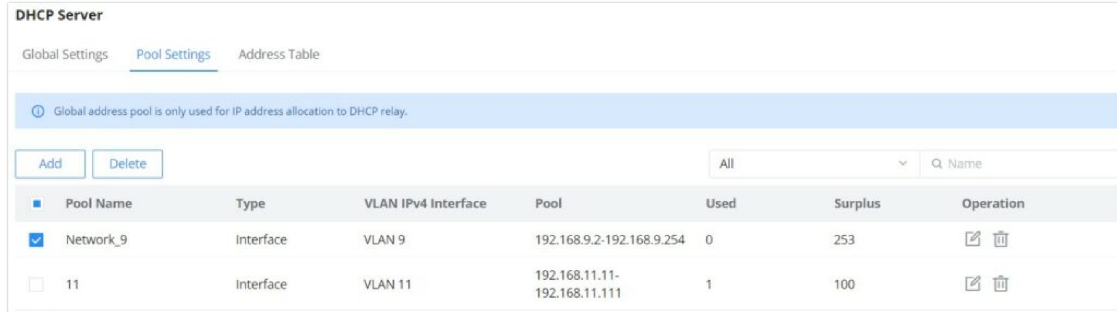 DHCP Server
Global Settings Pool Settings Address Table
Global address pool is only used for IP address allocation to DHCP relay.
Add Delete All Name
Pool Name Type VLAN IPv4 Interface Pool Used Surplus Operation
Network_9 Interface VLAN 9 192.168.9.2-192.168.9.254 0 253
11 Interface VLAN 11 192.168.11.11-
192.168.11.111 1 100